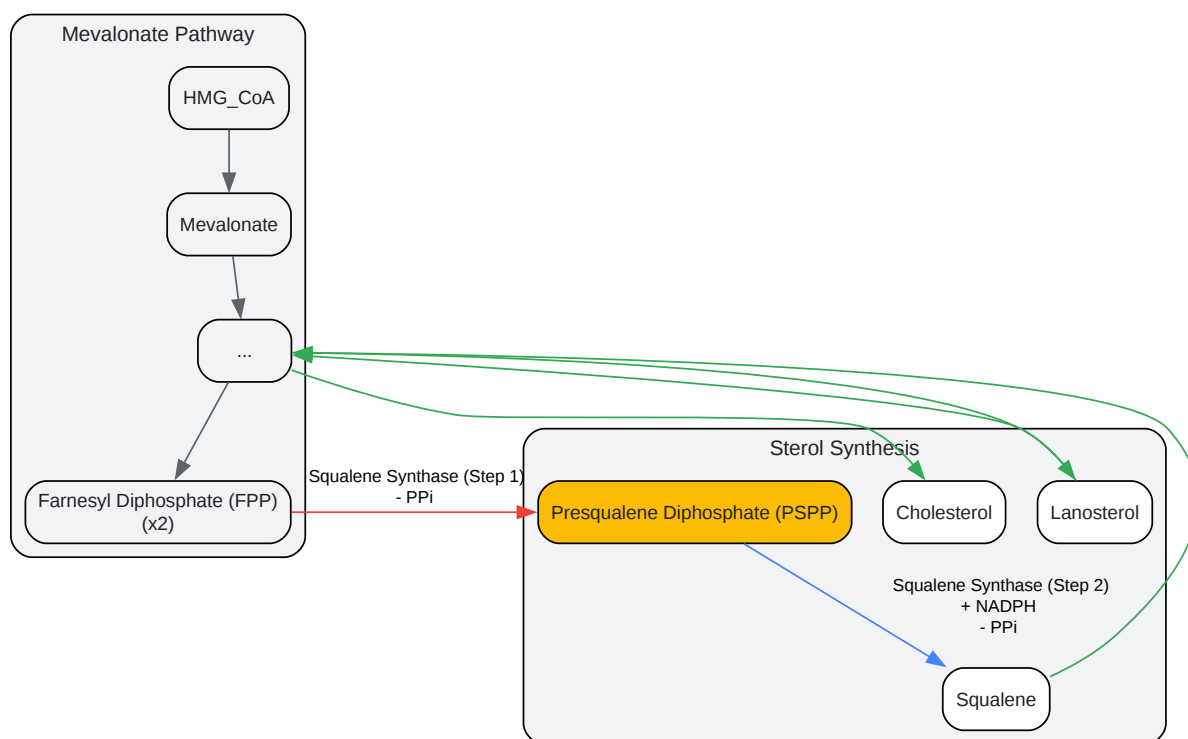 Mevalonate Pathway
HMG_CoA
Mevalonate
...
Farnesyl Diphosphate (FPP)
(x2)
Squalene Synthase (Step 1)
- PPi
Sterol Synthesis
Presqualene Diphosphate (PSPP)
Cholesterol
Lanosterol
Squalene Synthase (Step 2)
+ NADPH
- PPi
Squalene